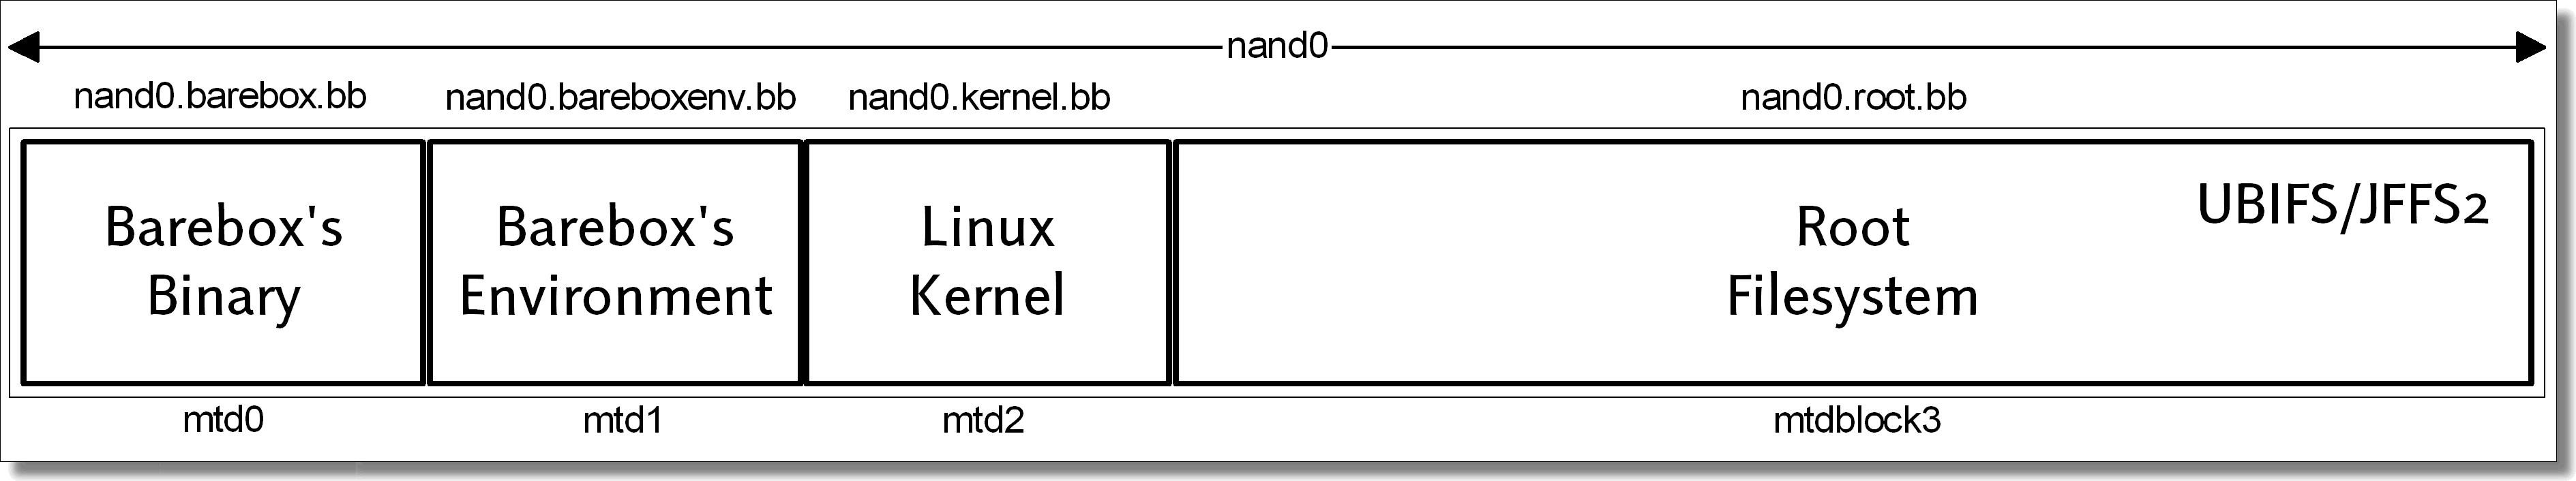 nand0
nand0.barebox.bb nand0.bareboxenv.bb nand0.kernel.bb nand0.root.bb
Barebox's
Binary
Barebox's
Environment
Linux
Kernel
Root
Filesystem
UBIFS/JFFS2
mtd0 mtd1 mtd2 mtdblock3